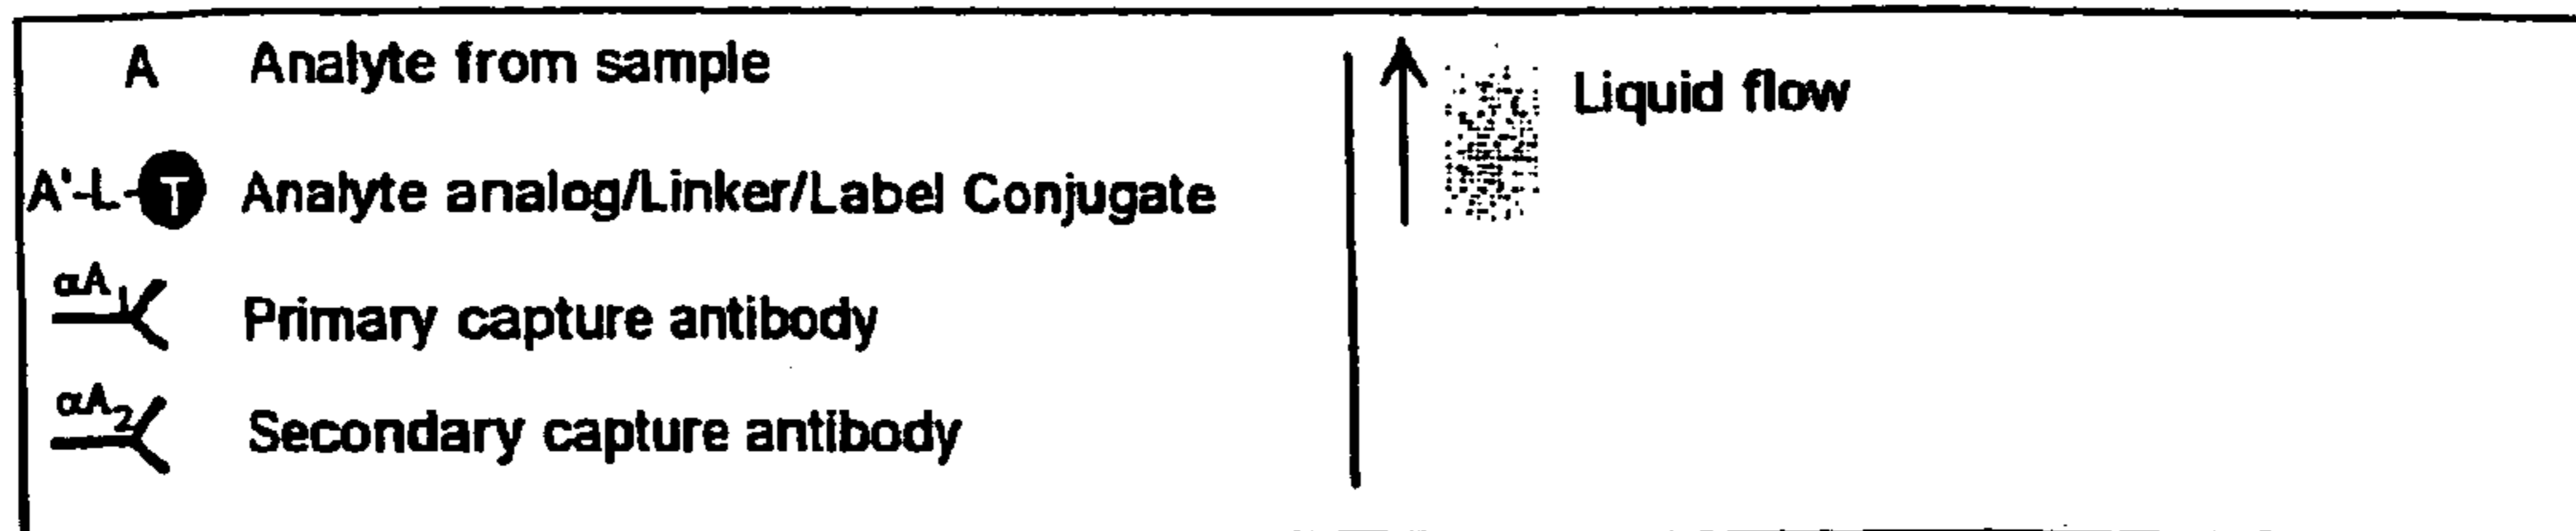 A Analyte from sample
A'-L-T Analyte analog/Linker/Label Conjugate
αA1 Primary capture antibody
αA2 Secondary capture antibody
Liquid flow